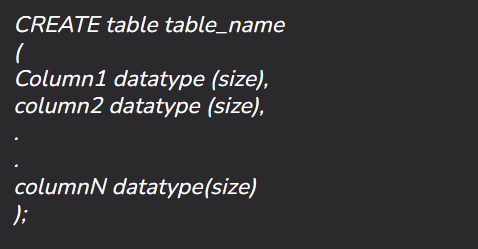 CREATE table table_name
(
Column1 datatype (size),
column2 datatype (size),
.
.
columnN datatype(size)
);